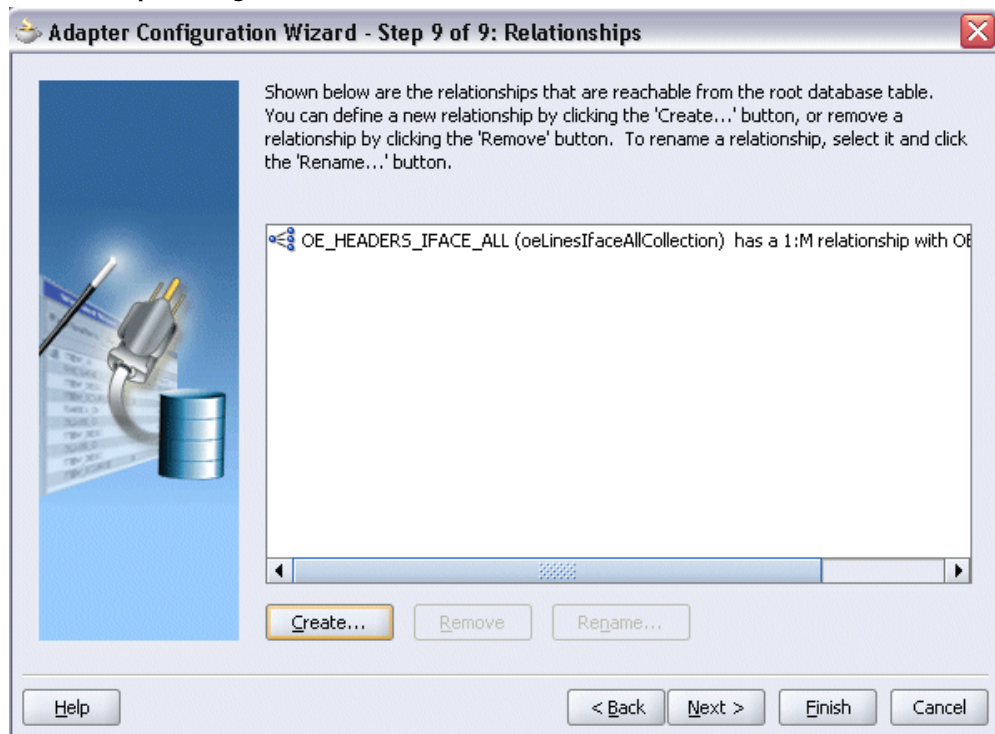 Adapter Configuration Wizard - Step 9 of 9: Relationships
Shown below are the relationships that are reachable from the root database table.
You can define a new relationship by clicking the 'Create...' button, or remove a
relationship by clicking the 'Remove' button. To rename a relationship, select it and click
the 'Rename...' button.
OE_HEADERS_IFACE_ALL (oeLinesIfaceAllCollection) has a 1:M relationship with OE
Create... Remove Rename...
Help < Back Next > Finish Cancel